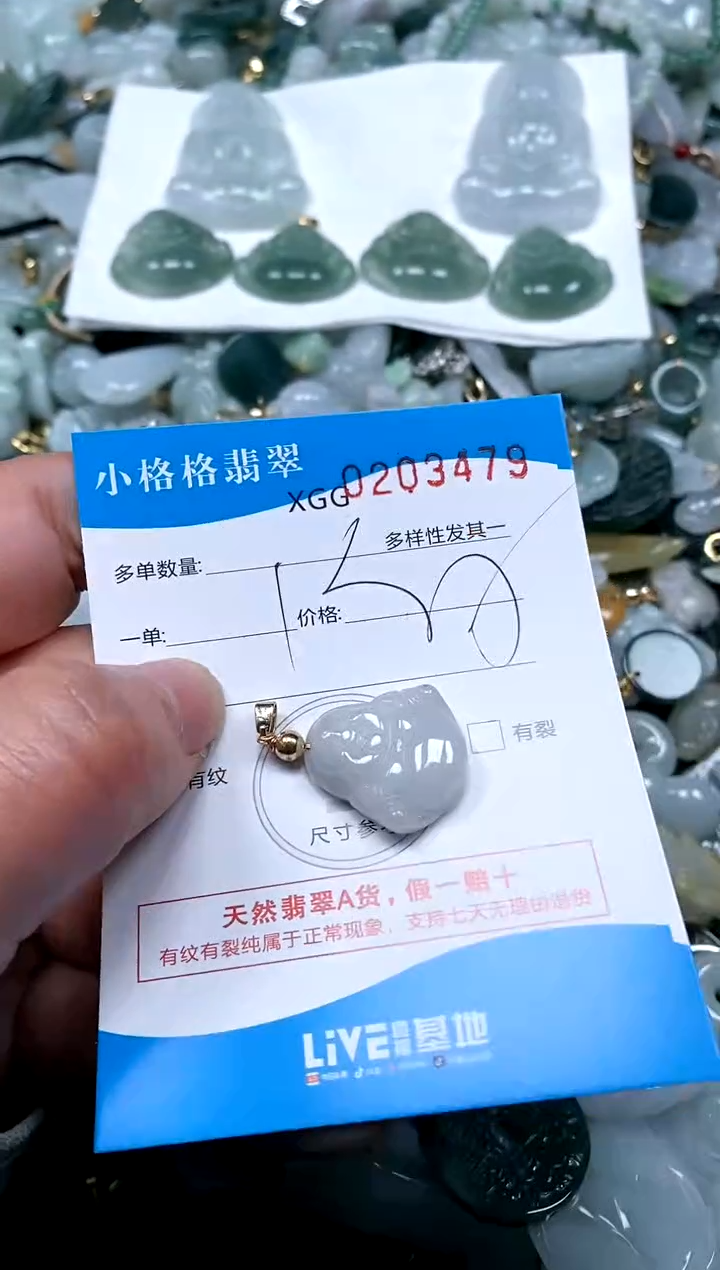 小格格翡翠
XGG0203479
多单数量: 多样性发其一
一单: 价格: 150
有纹 有裂
尺寸参
天然翡翠A货，假一赔十
有纹有裂纯属于正常现象，支持七天无理由退货
LiVE 基地